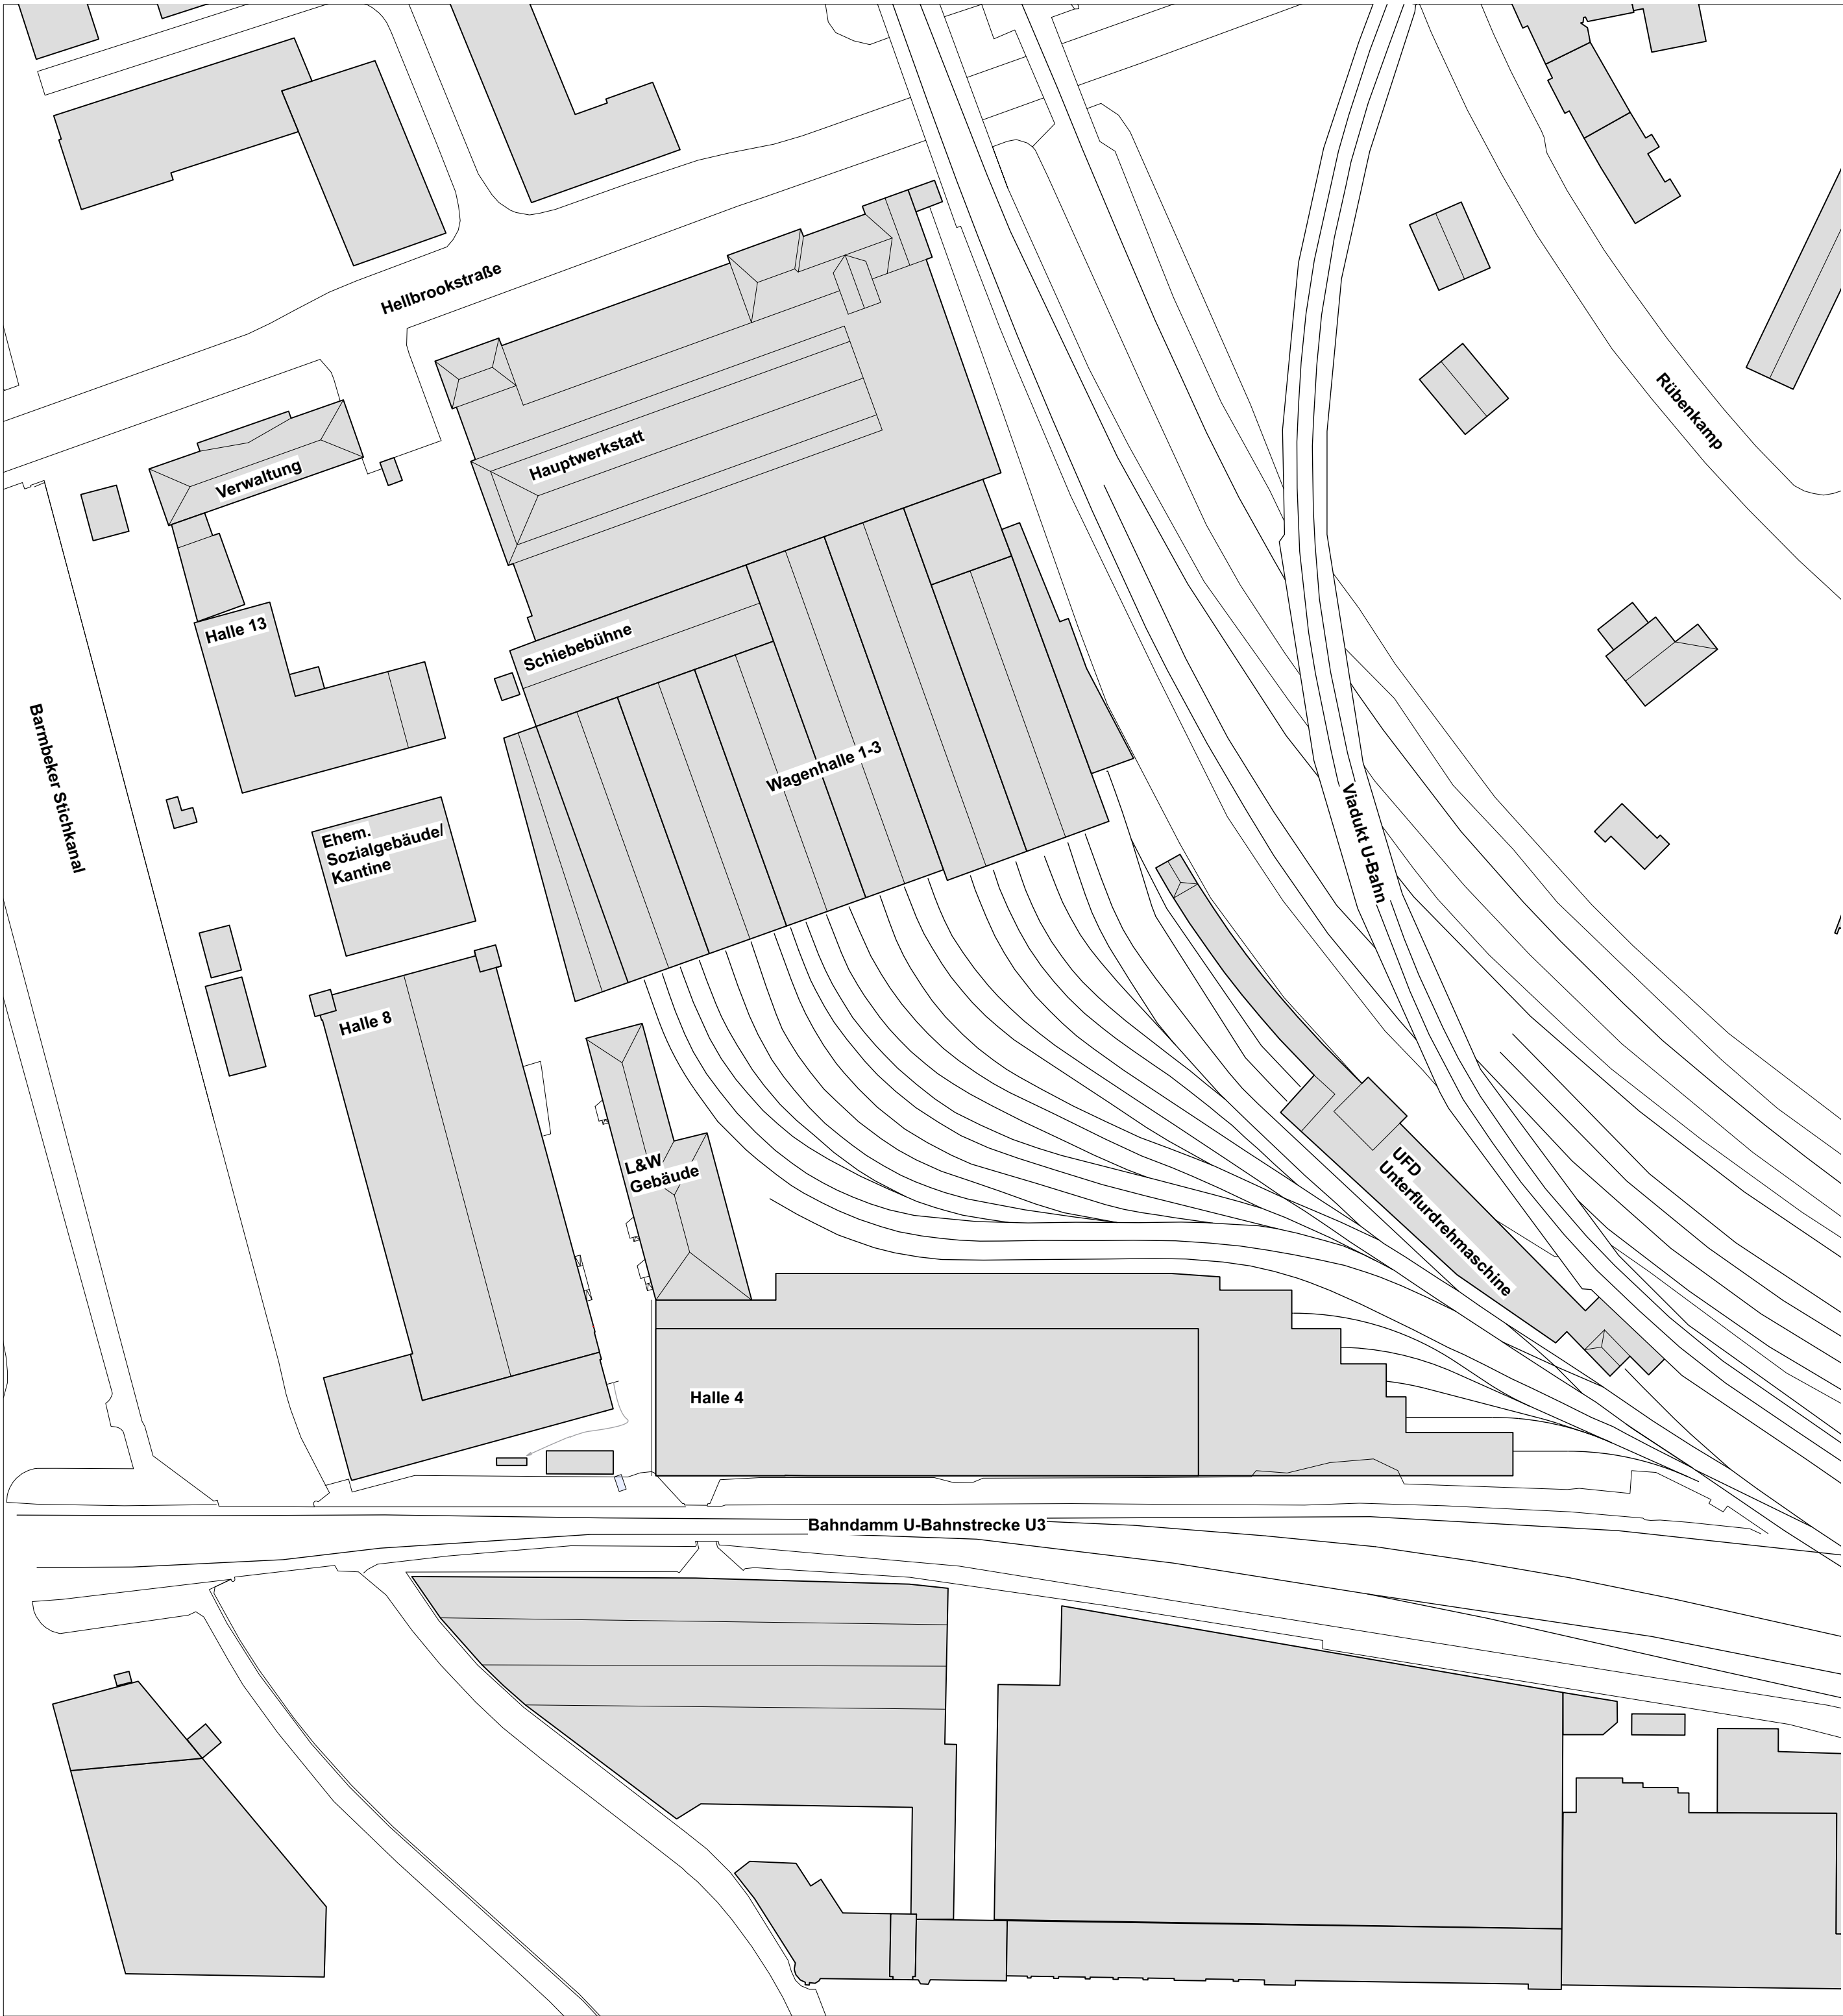 Hellbrookstraße
Rübenkamp
Hauptwerkstatt
Verwaltung
Halle 13
Schiebebühne
Barmbeker Stichkanal
Wagenhalle 1-3
Viadukt U-Bahn
Ehem.
Sozialgebäude/
Kantine
Halle 8
L&W
Gebäude
UFD
Unterflurdrehmaschine
Halle 4
Bahndamm U-Bahnstrecke U3